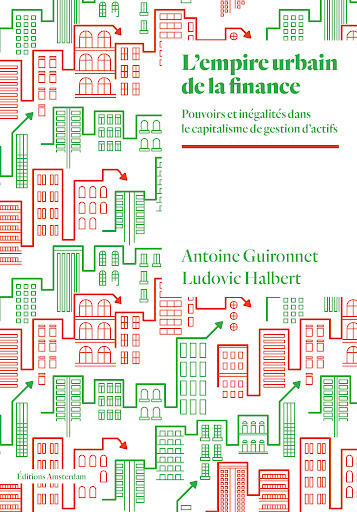 L'empire urbain
de la finance
Pouvoirs et inégalités dans
le capitalisme de gestion d'actifs
Antoine Guironnet
Ludovic Halbert
Éditions Amsterdam